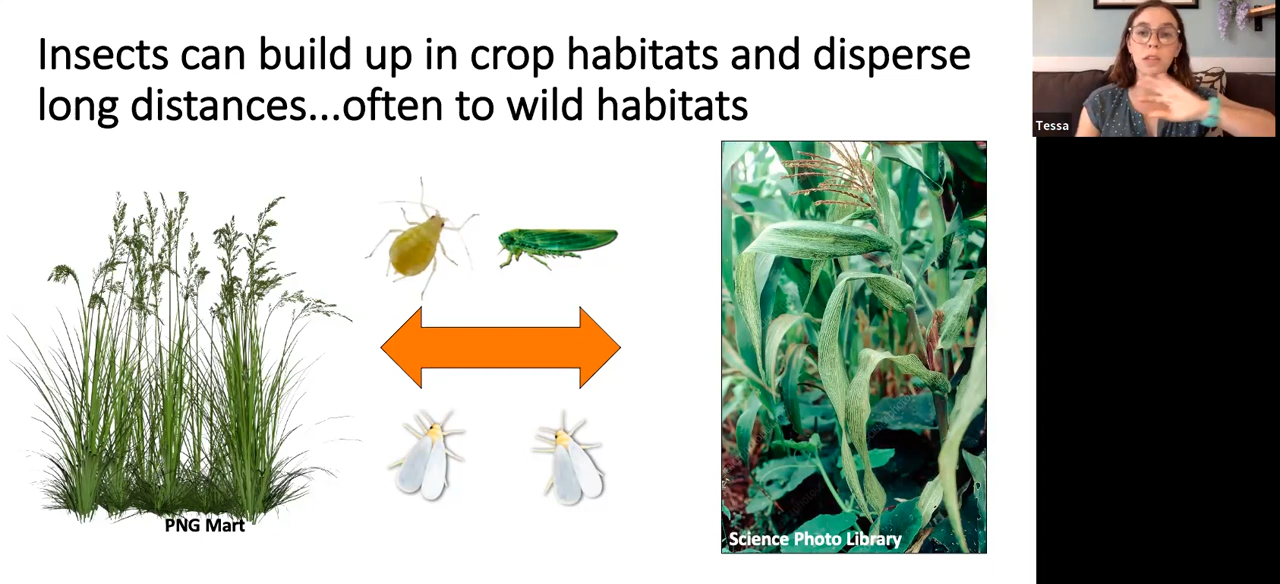 Insects can build up in crop habitats and disperse
long distances...often to wild habitats
Tessa
PNG Mart
Science Photo Library